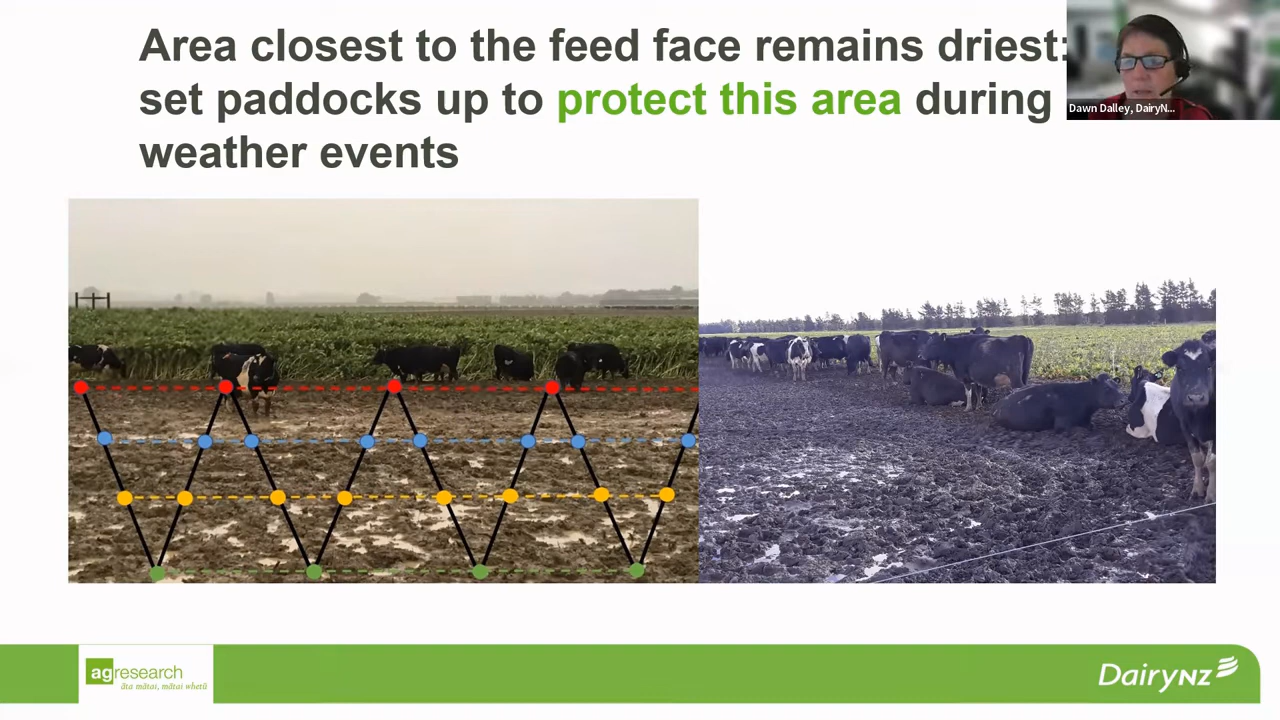 Area closest to the feed face remains driest:
set paddocks up to protect this area during
weather events
Dawn Dalley, DairyN...
agresearch
āta mātai, mātai whetū
DairyNZ